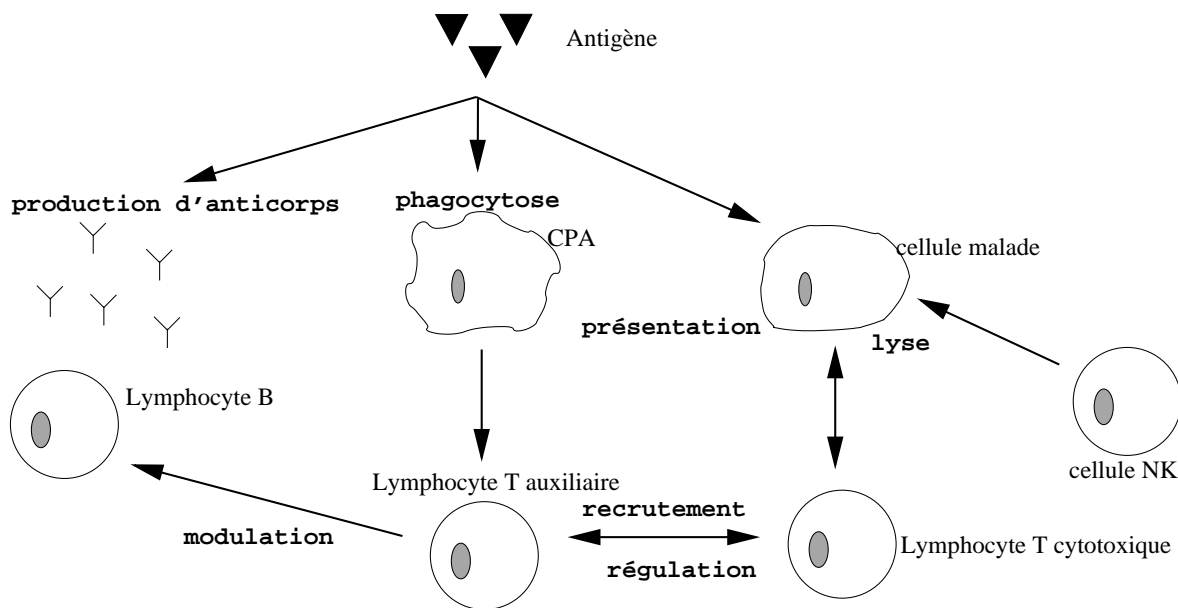 Antigène
production d'anticorps
phagocytose
CPA
cellule malade
présentation
lyse
Lymphocyte B
cellule NK
Lymphocyte T auxiliaire
recrutement
modulation
Lymphocyte T cytotoxique
régulation